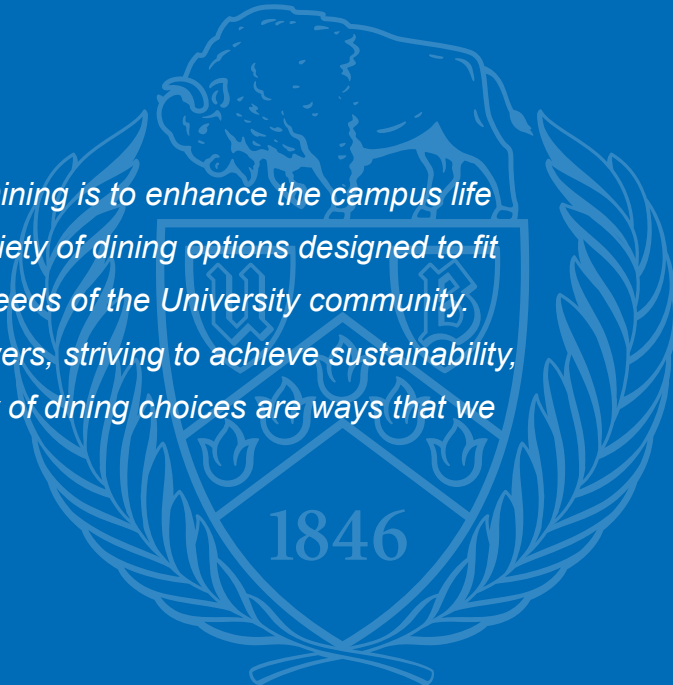 ining is to enhance the campus life
iety of dining options designed to fit
eeds of the University community.
ers, striving to achieve sustainability,
of dining choices are ways that we
U B
1846